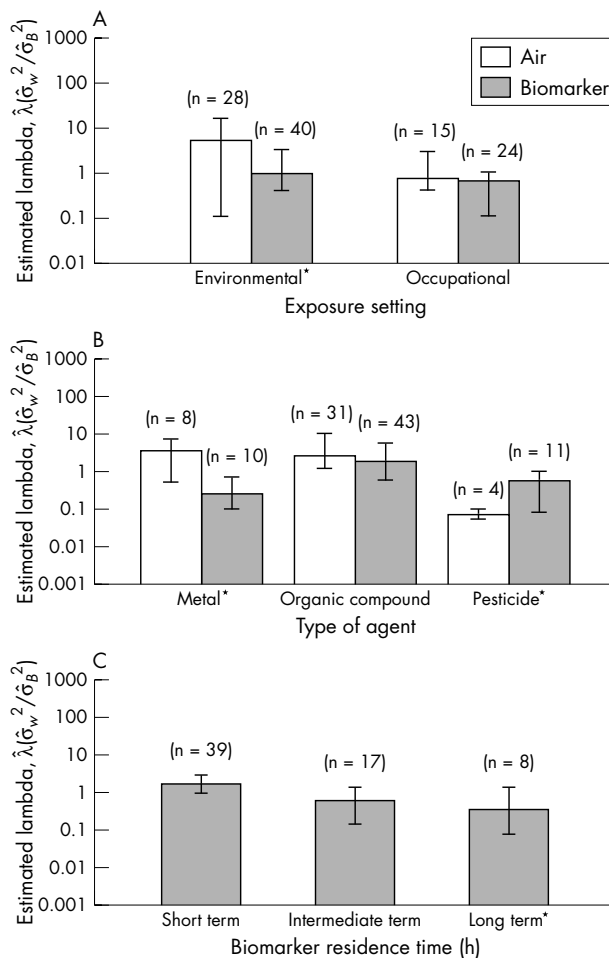 A
Estimated lambda, λ̂(σ̂w²/σ̂B²)
1000
100
10
1
0.1
0.01
Air
Biomarker
(n = 28)
(n = 40)
(n = 15)
(n = 24)
Environmental*
Occupational
Exposure setting
B
Estimated lambda, λ̂(σ̂w²/σ̂B²)
1000
100
10
1
0.1
0.01
0.001
(n = 8)
(n = 10)
(n = 31)
(n = 43)
(n = 4)
(n = 11)
Metal*
Organic compound
Pesticide*
Type of agent
C
Estimated lambda, λ̂(σ̂w²/σ̂B²)
1000
100
10
1
0.1
0.01
0.001
(n = 39)
(n = 17)
(n = 8)
Short term
Intermediate term
Long term*
Biomarker residence time (h)